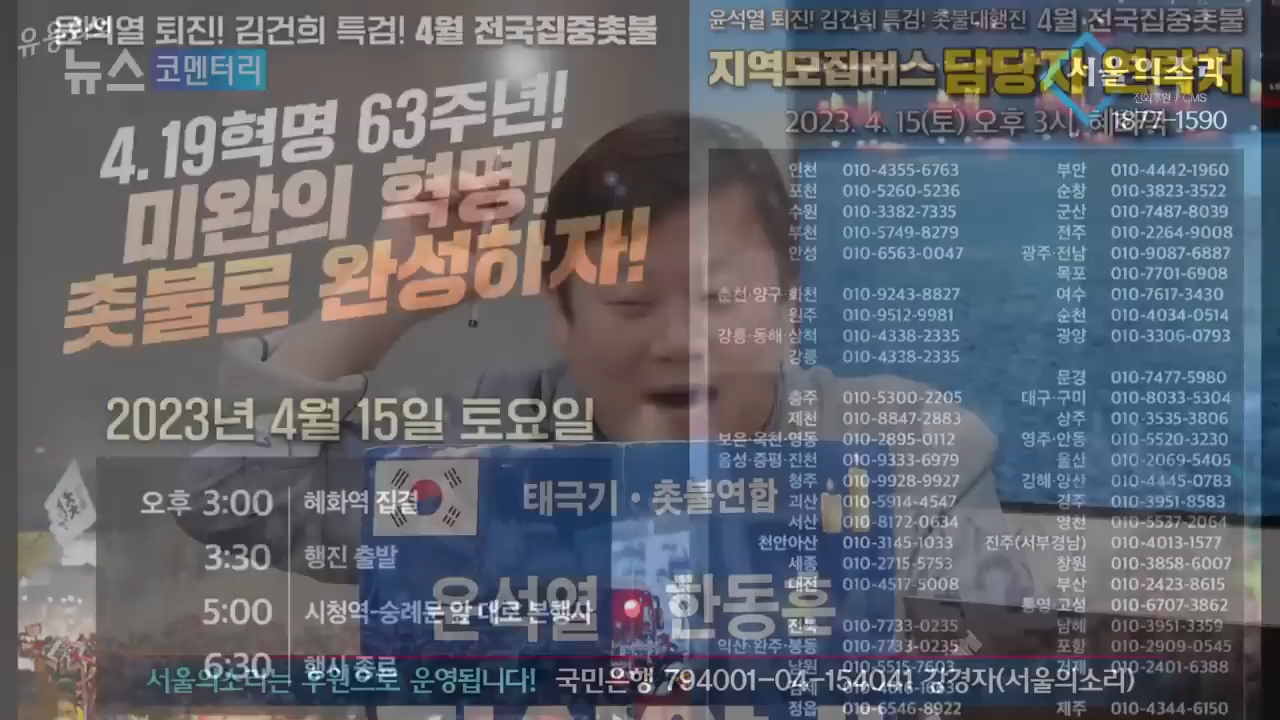 윤석열 퇴진! 김건희 특검! 4월 전국집중촛불
뉴스 코멘터리
4.19혁명 63주년!
미완의 혁명!
촛불로 완성하자!
2023년 4월 15일 토요일
오후 3:00 혜화역 집결
3:30 행진 출발
5:00 시청역-숭례문 앞 대로 본행사
6:30 행사 종료
태극기·촛불연합
윤석열 한동훈
윤석열 퇴진! 김건희 특검! 촛불대행진 4월 전국집중촛불
지역모집버스 담당자 연락처
서울의소리
전화후원 / CMS
1877-1590
2023. 4. 15(토) 오후 3시,
인천 010-4355-6763
포천 010-5260-5236
수원 010-3382-7335
부천 010-5749-8279
안성 010-6563-0047
춘천·양구·화천 010-9243-8827
원주 010-9512-9981
강릉·동해·삼척 010-4338-2335
강릉 010-4338-2335
충주 010-5300-2205
제천 010-8847-2883
보은·옥천·영동 010-2895-0112
음성·증평·진천 010-9333-6979
청주 010-9928-9927
괴산 010-5914-4547
서산 010-8172-0634
천안아산 010-3145-1033
세종 010-2715-5753
대전 010-4517-5008
전북 010-7733-0235
익산·완주·봉동 010-7733-0235
남원 010-5515-7503
정읍 010-6546-8922
부안 010-4442-1960
순창 010-3823-3522
군산 010-7487-8039
전주 010-2264-9008
광주·전남 010-9087-6887
목포 010-7701-6908
여수 010-7617-3430
순천 010-4034-0514
광양 010-3306-0793
문경 010-7477-5980
대구·구미 010-8033-5304
상주 010-3535-3806
영주·안동 010-5520-3230
울산 010-2069-5405
김해·양산 010-4445-0783
경주 010-3951-8583
영천 010-5537-2064
진주(서부경남) 010-4013-1577
창원 010-3858-6007
부산 010-2423-8615
통영·고성 010-6707-3862
남해 010-3951-3359
포항 010-2909-0545
거제 010-2401-6388
제주 010-4344-6150
서울의소리는 후원으로 운영됩니다! 국민은행 794001-04-154041 강경자(서울의소리)